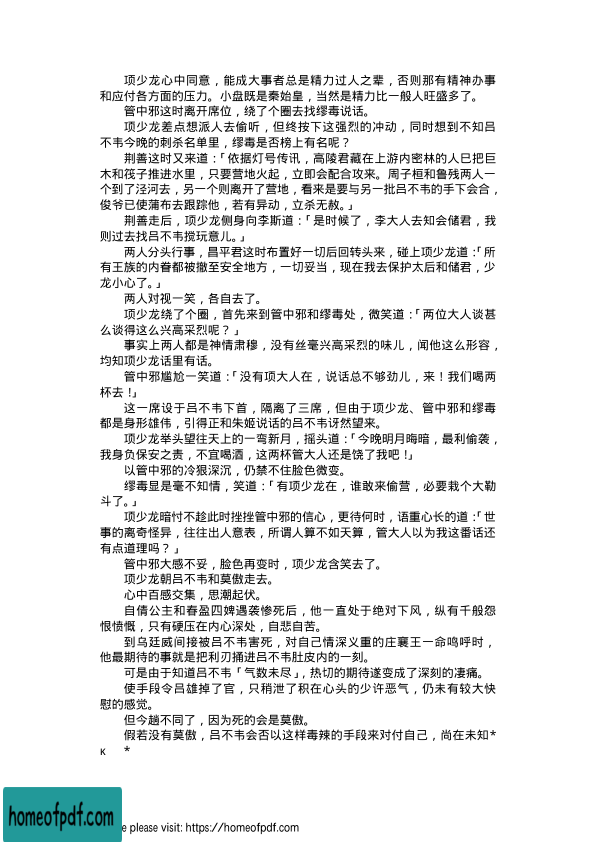 项少龙心中同意，能成大事者总是精力过人之辈，否则那有精神办事
和应付各方面的压力。小盘既是秦始皇，当然是精力比一般人旺盛多了。
管中邪这时离开席位，绕了个圈去找缪毒说话。
项少龙差点想派人去偷听，但终按下这强烈的冲动，同时想到不知吕
不韦今晚的刺杀名单里，缪毒是否榜上有名呢？
荆善这时又来道：「依据灯号传讯，高陵君藏在上游内密林的人巳把巨
木和筏子推进水里，只要营地火起，立即会配合攻来。周子桓和鲁残两人一
个到了泾河去，另一个则离开了营地，看来是要与另一批吕不韦的手下会合，
俊爷已使蒲布去跟踪他，若有异动，立杀无赦。」
荆善走后，项少龙侧身向李斯道：「是时候了，李大人去知会储君，我
则过去找吕不韦搅玩意儿。」
两人分头行事，昌平君这时布置好一切后回转头来，碰上项少龙道：「所
有王族的内眷都被撤至安全地方，一切妥当，现在我去保护太后和储君，少
龙小心了。」
两人对视一笑，各自去了。
项少龙绕了个圈，首先来到管中邪和缪毒处，微笑道：「两位大人谈甚
么谈得这么兴高采烈呢？」
事实上两人都是神情肃穆，没有丝毫兴高采烈的味儿，闻他这么形容，
均知项少龙话里有话。
管中邪尴尬一笑道：「没有项大人在，说话总不够劲儿，来！我们喝两
杯去！」
这一席设于吕不韦下首，隔离了三席，但由于项少龙、管中邪和缪毒
都是身形雄伟，引得正和朱姬说话的吕不韦讶然望来。
项少龙举头望往天上的一弯新月，摇头道：「今晚明月晦暗，最利偷袭，
我身负保安之责，不宜喝酒，这两杯管大人还是饶了我吧！」
以管中邪的冷狠深沉，仍禁不住脸色微变。
缪毒显是毫不知情，笑道：「有项少龙在，谁敢来偷营，必要栽个大勒
斗了。」
项少龙暗忖不趁此时挫挫管中邪的信心，更待何时，语重心长的道：「世
事的离奇怪异，往往出人意表，所谓人算不如天算，管大人以为我这番话还
有点道理吗？」
管中邪大感不妥，脸色再变时，项少龙含笑去了。
项少龙朝吕不韦和莫傲走去。
心中百感交集，思潮起伏。
自倩公主和春盈四婢遇袭惨死后，他一直处于绝对下风，纵有千般怨
恨愤慨，只有硬压在内心深处，自悲自苦。
到乌廷威间接被吕不韦害死，对自己情深义重的庄襄王一命呜呼时，
他最期待的事就是把利刃捅进吕不韦肚皮内的一刻。
可是由于知道吕不韦「气数未尽」，热切的期待遂变成了深刻的凄痛。
使手段令吕雄掉了官，只稍泄了积在心头的少许恶气，仍未有较大快
慰的感觉。
但今趟不同了，因为死的会是莫傲。
假若没有莫傲，吕不韦会否以这样毒辣的手段来对付自己，尚在未知*
к *
homeofpdf.com
e please visit: https://homeofpdf.com